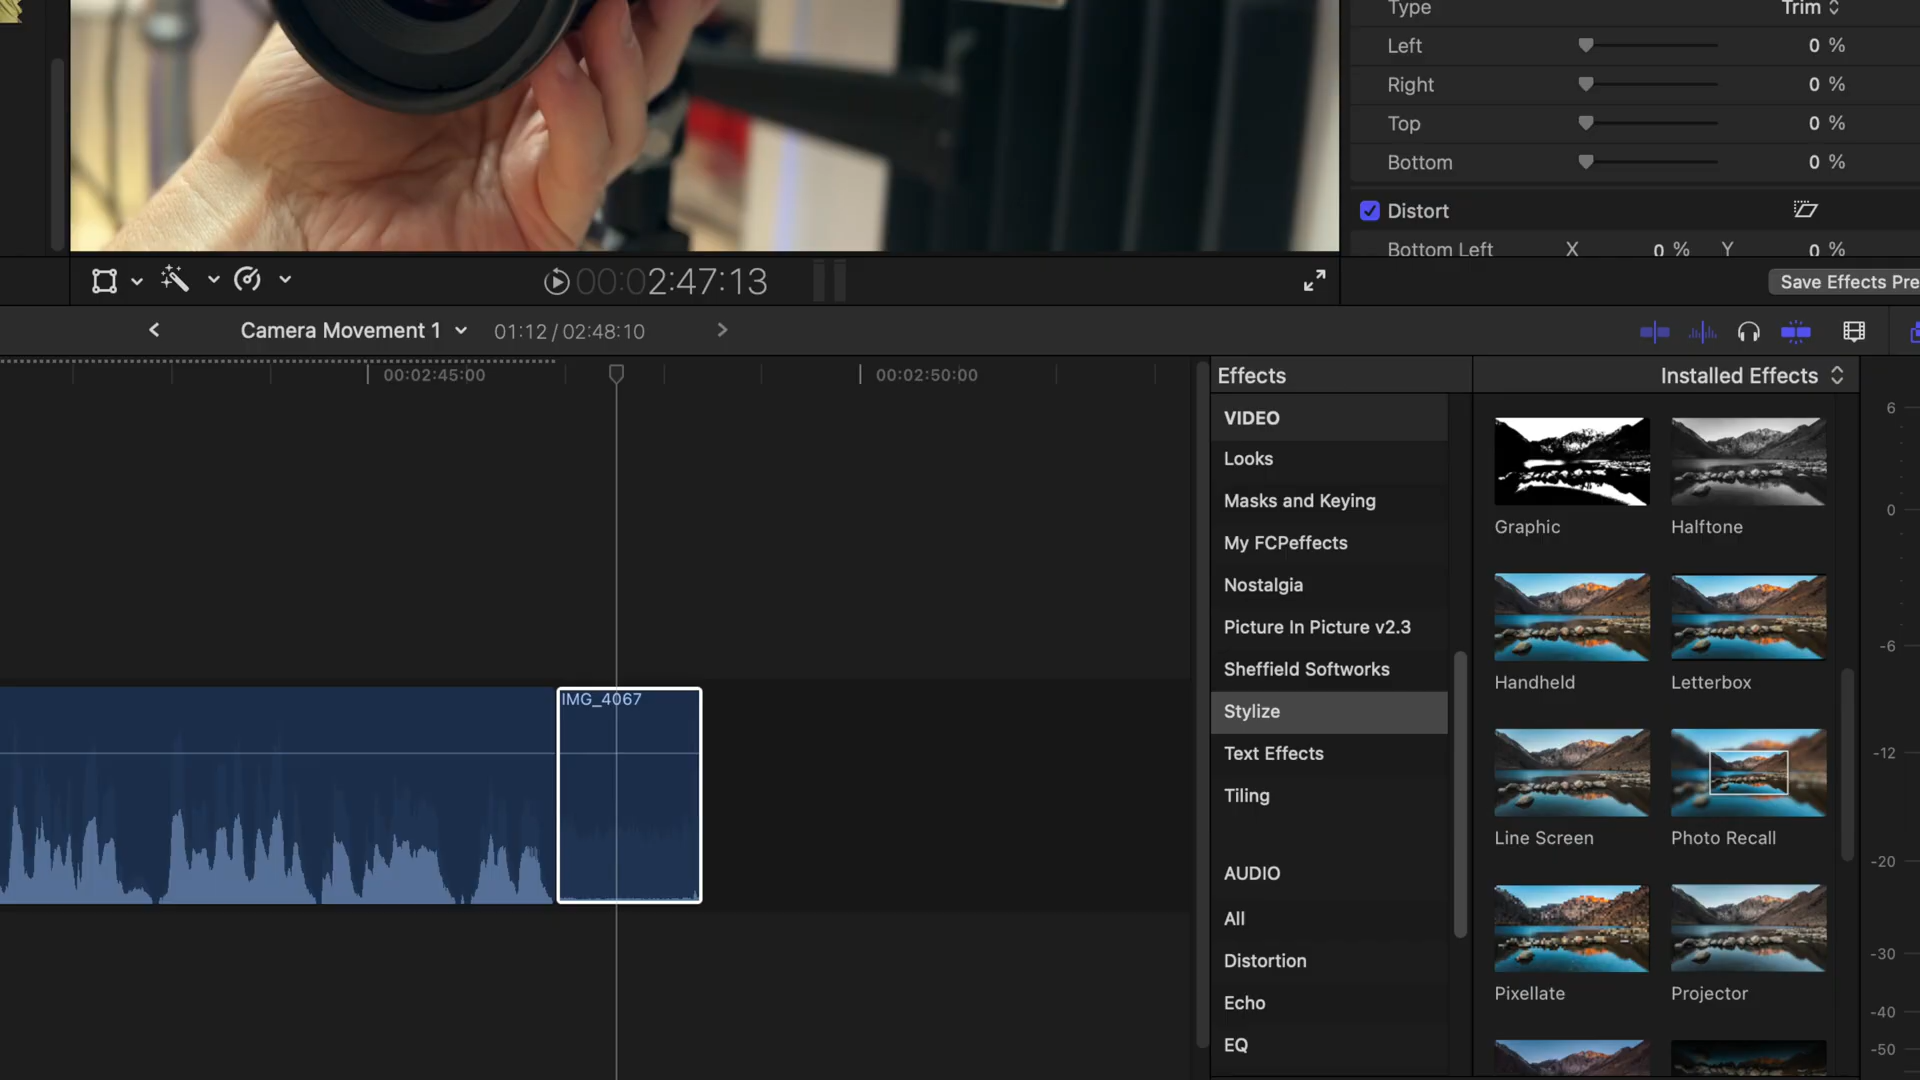 Type Trim
Left 0 %
Right 0 %
Top 0 %
Bottom 0 %
Distort
Bottom Left X 0 % Y 0 %
00:02:47:13
Save Effects Pre
Camera Movement 1 01:12 / 02:48:10
00:02:45:00 00:02:50:00
IMG_4067
Effects
VIDEO
Looks
Masks and Keying
My FCPeffects
Nostalgia
Picture In Picture v2.3
Sheffield Softworks
Stylize
Text Effects
Tiling
AUDIO
All
Distortion
Echo
EQ
Installed Effects
Graphic Halftone
Handheld Letterbox
Line Screen Photo Recall
Pixellate Projector
6
0
-6
-12
-20
-30
-40
-50